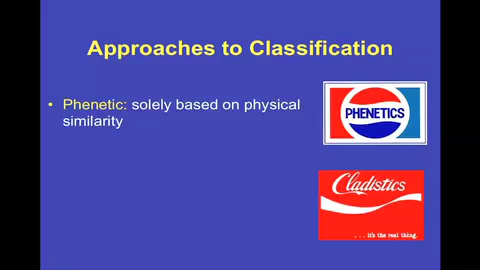 Approaches to Classification
• Phenetic: solely based on physical
similarity
PHENETICS
Cladistics
. . . it's the real thing.